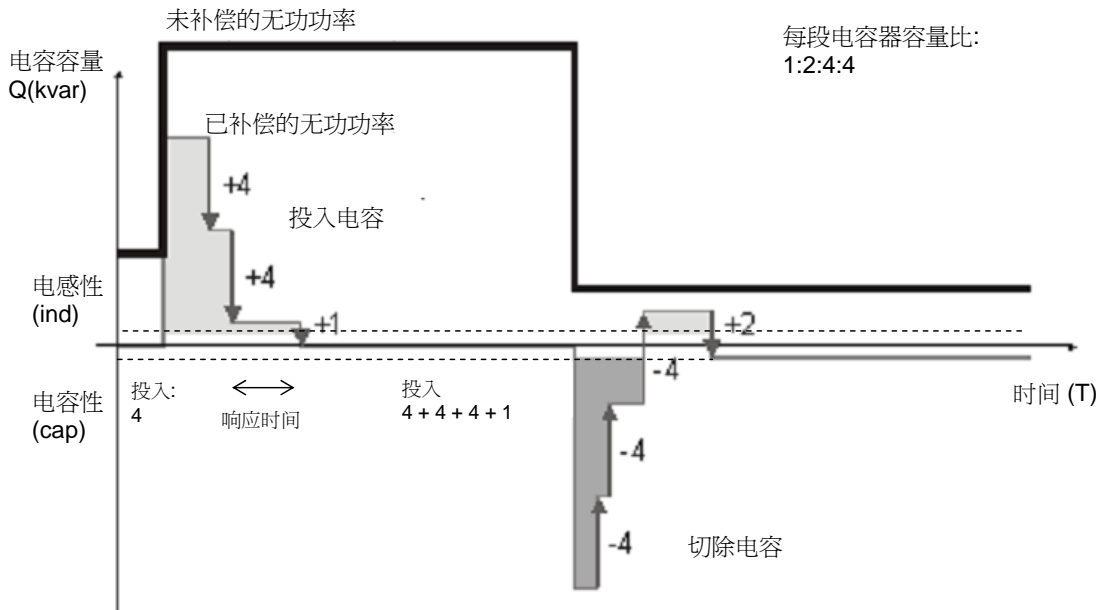 未补偿的无功功率
每段电容器容量比:
1:2:4:4
电容容量
Q(kvar)
已补偿的无功功率
+4
投入电容
+4
电感性
(ind)
+1
+2
-4
投入:
4
响应时间
投入
4 + 4 + 4 + 1
时间 (T)
电容性
(cap)
-4
-4
切除电容